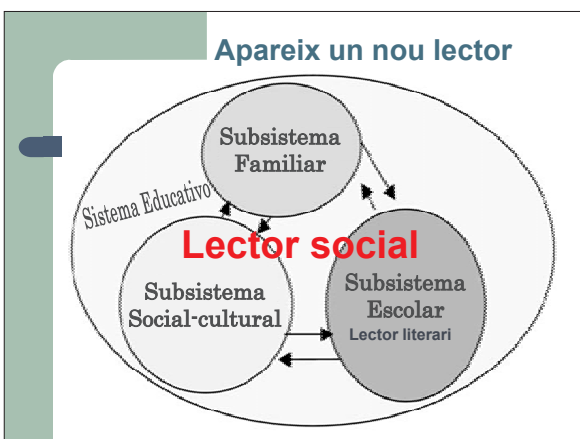 Apareix un nou lector
Subsistema
Familiar
Sistema Educativo
Lector social
Subsistema
Social-cultural
Subsistema
Escolar
Lector literari